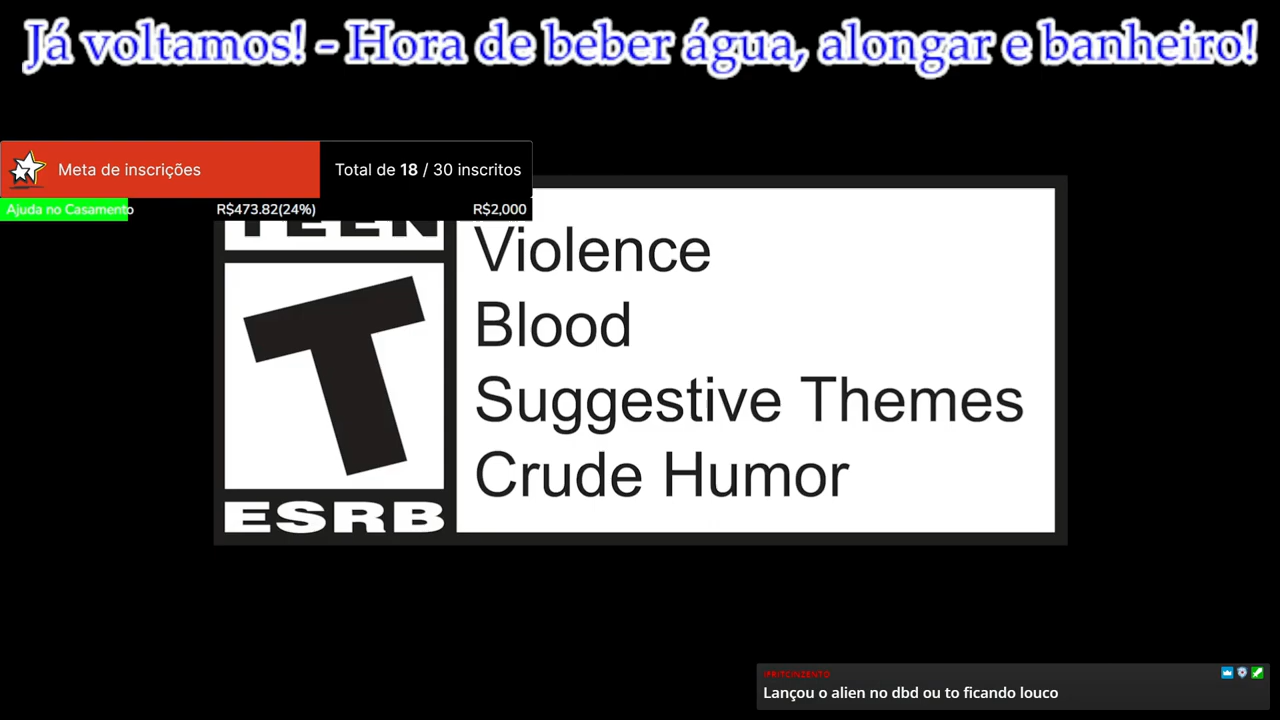 Já voltamos! - Hora de beber água, alongar e banheiro!
Meta de inscrições
Total de 18 / 30 inscritos
Ajuda no Casamento R$473.82(24%) R$2,000
TEEN
T
ESRB
Violence
Blood
Suggestive Themes
Crude Humor
IFRITCINZENTO
Lançou o alien no dbd ou to ficando louco